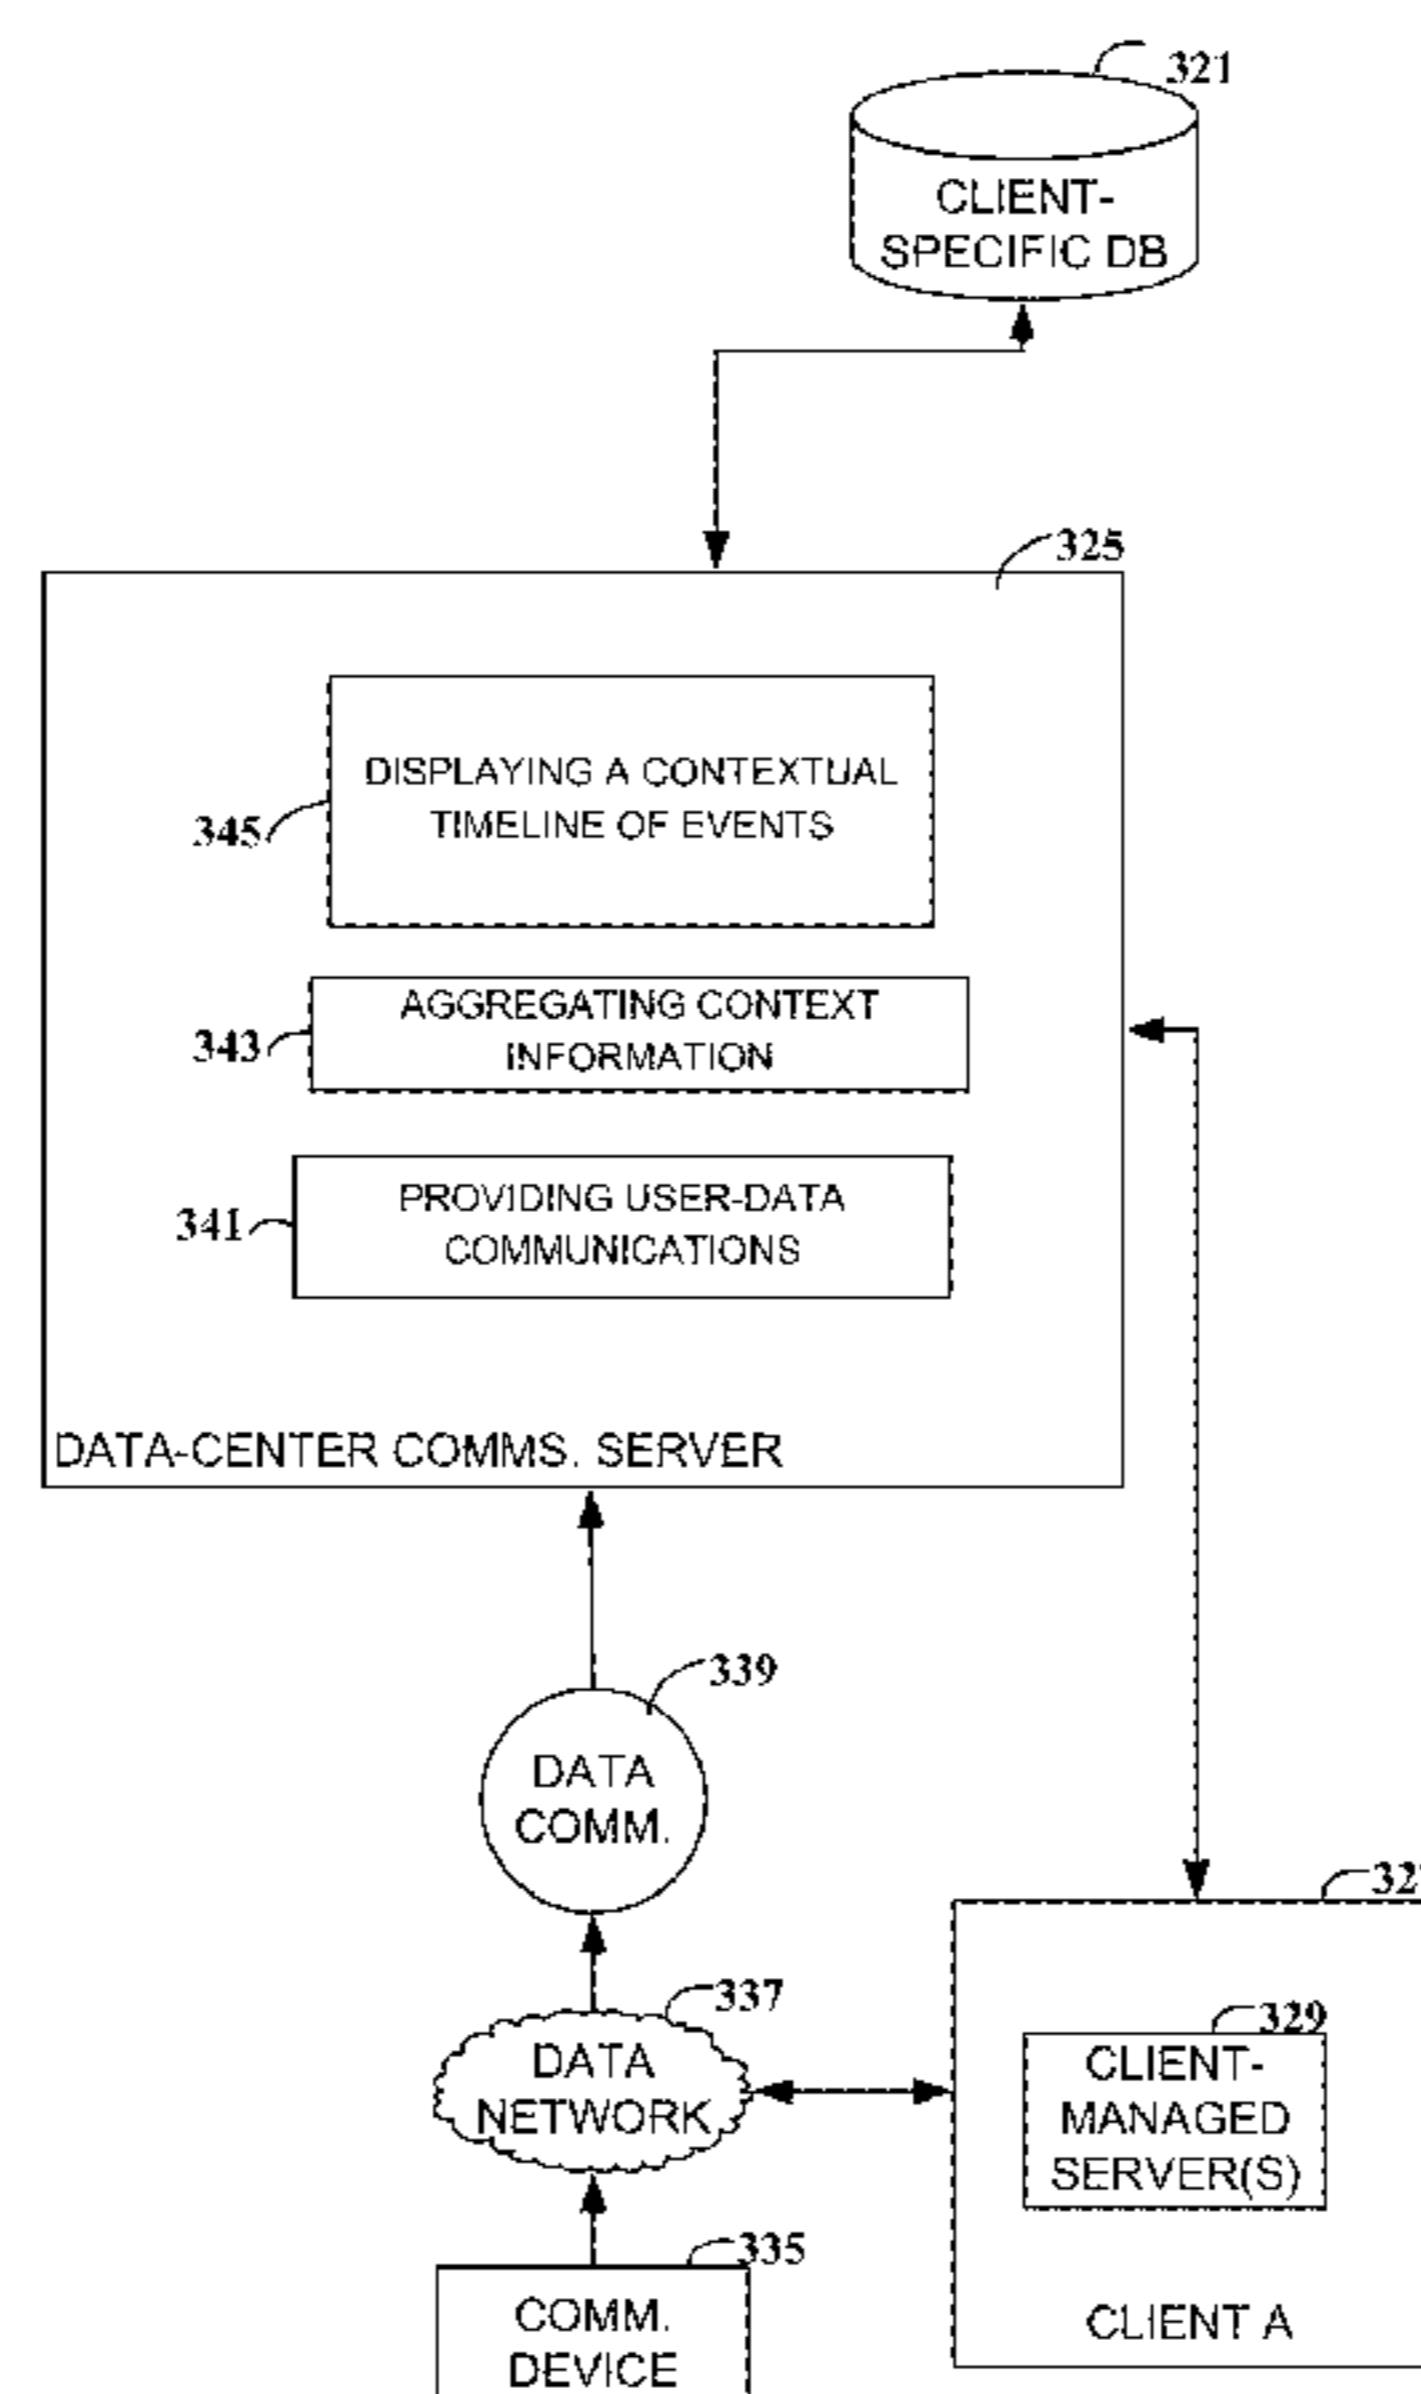 321
CLIENT-
SPECIFIC DB
325
DISPLAYING A CONTEXTUAL
TIMELINE OF EVENTS
345
AGGREGATING CONTEXT
INFORMATION
343
PROVIDING USER-DATA
COMMUNICATIONS
341
DATA-CENTER COMMS. SERVER
339
DATA
COMM.
337
DATA
NETWORK
329
CLIENT-
MANAGED
SERVER(S)
CLIENT A
335
COMM.
DEVICE